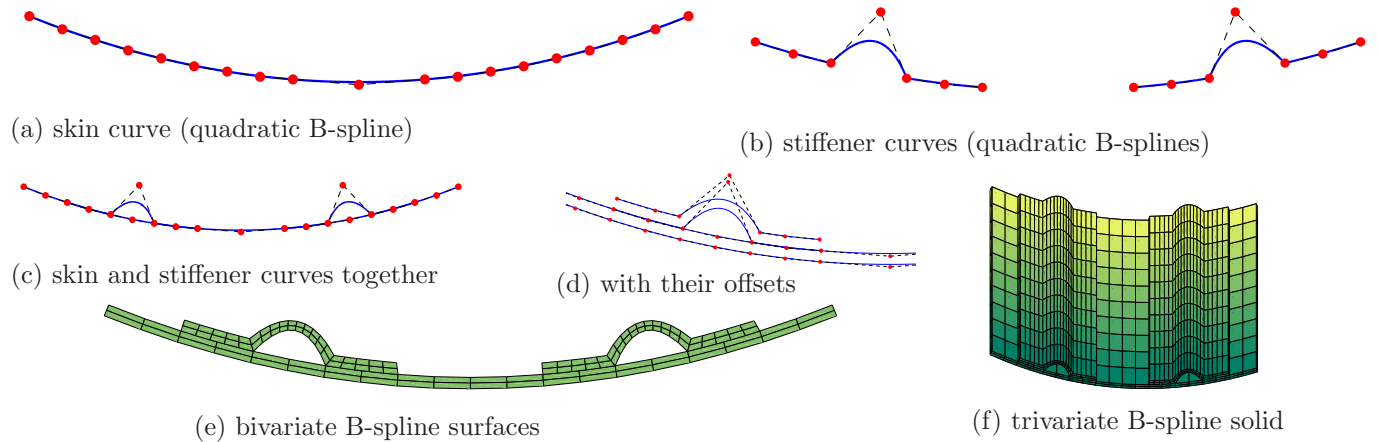 (a) skin curve (quadratic B-spline)
(b) stiffener curves (quadratic B-splines)
(c) skin and stiffener curves together
(d) with their offsets
(e) bivariate B-spline surfaces
(f) trivariate B-spline solid